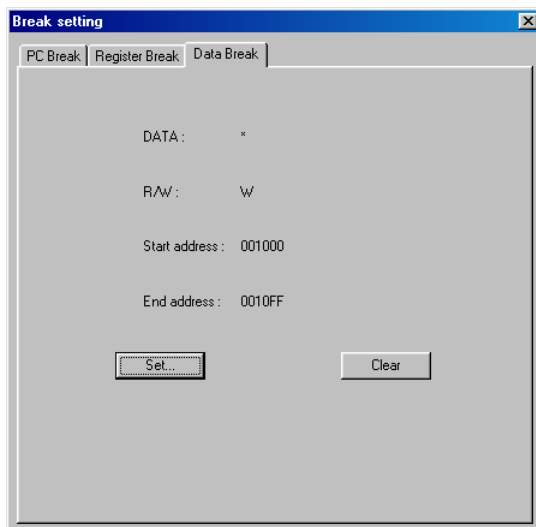 Break setting
PC Break Register Break Data Break
DATA : *
R/W : W
Start address : 001000
End address : 0010FF
Set... Clear